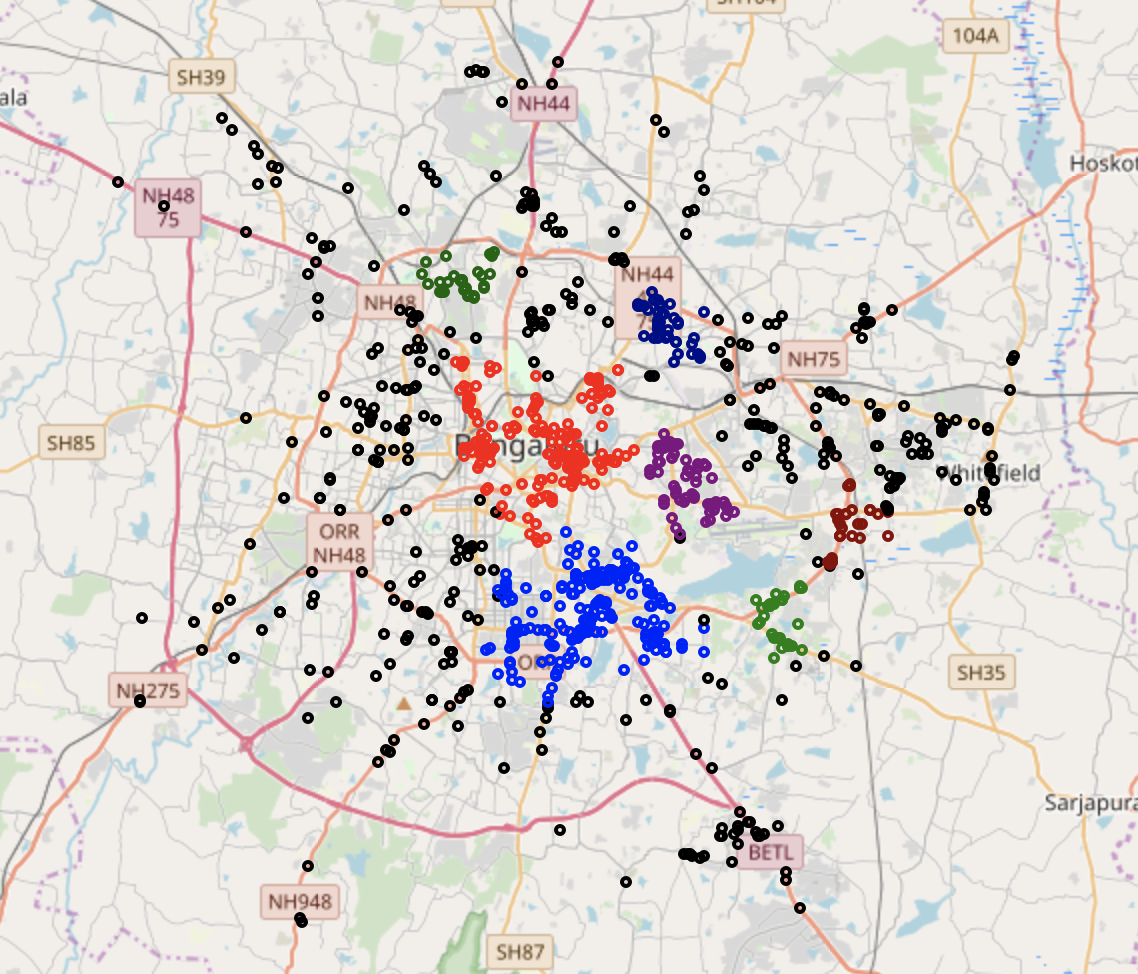 SH104
104A
SH39
ala
NH44
Hoskot
NH48
75
NH44
NH48
NH75
SH85
Whitefield
ORR
NH48
SH35
NH275
Sarjapura
BETL
NH948
SH87